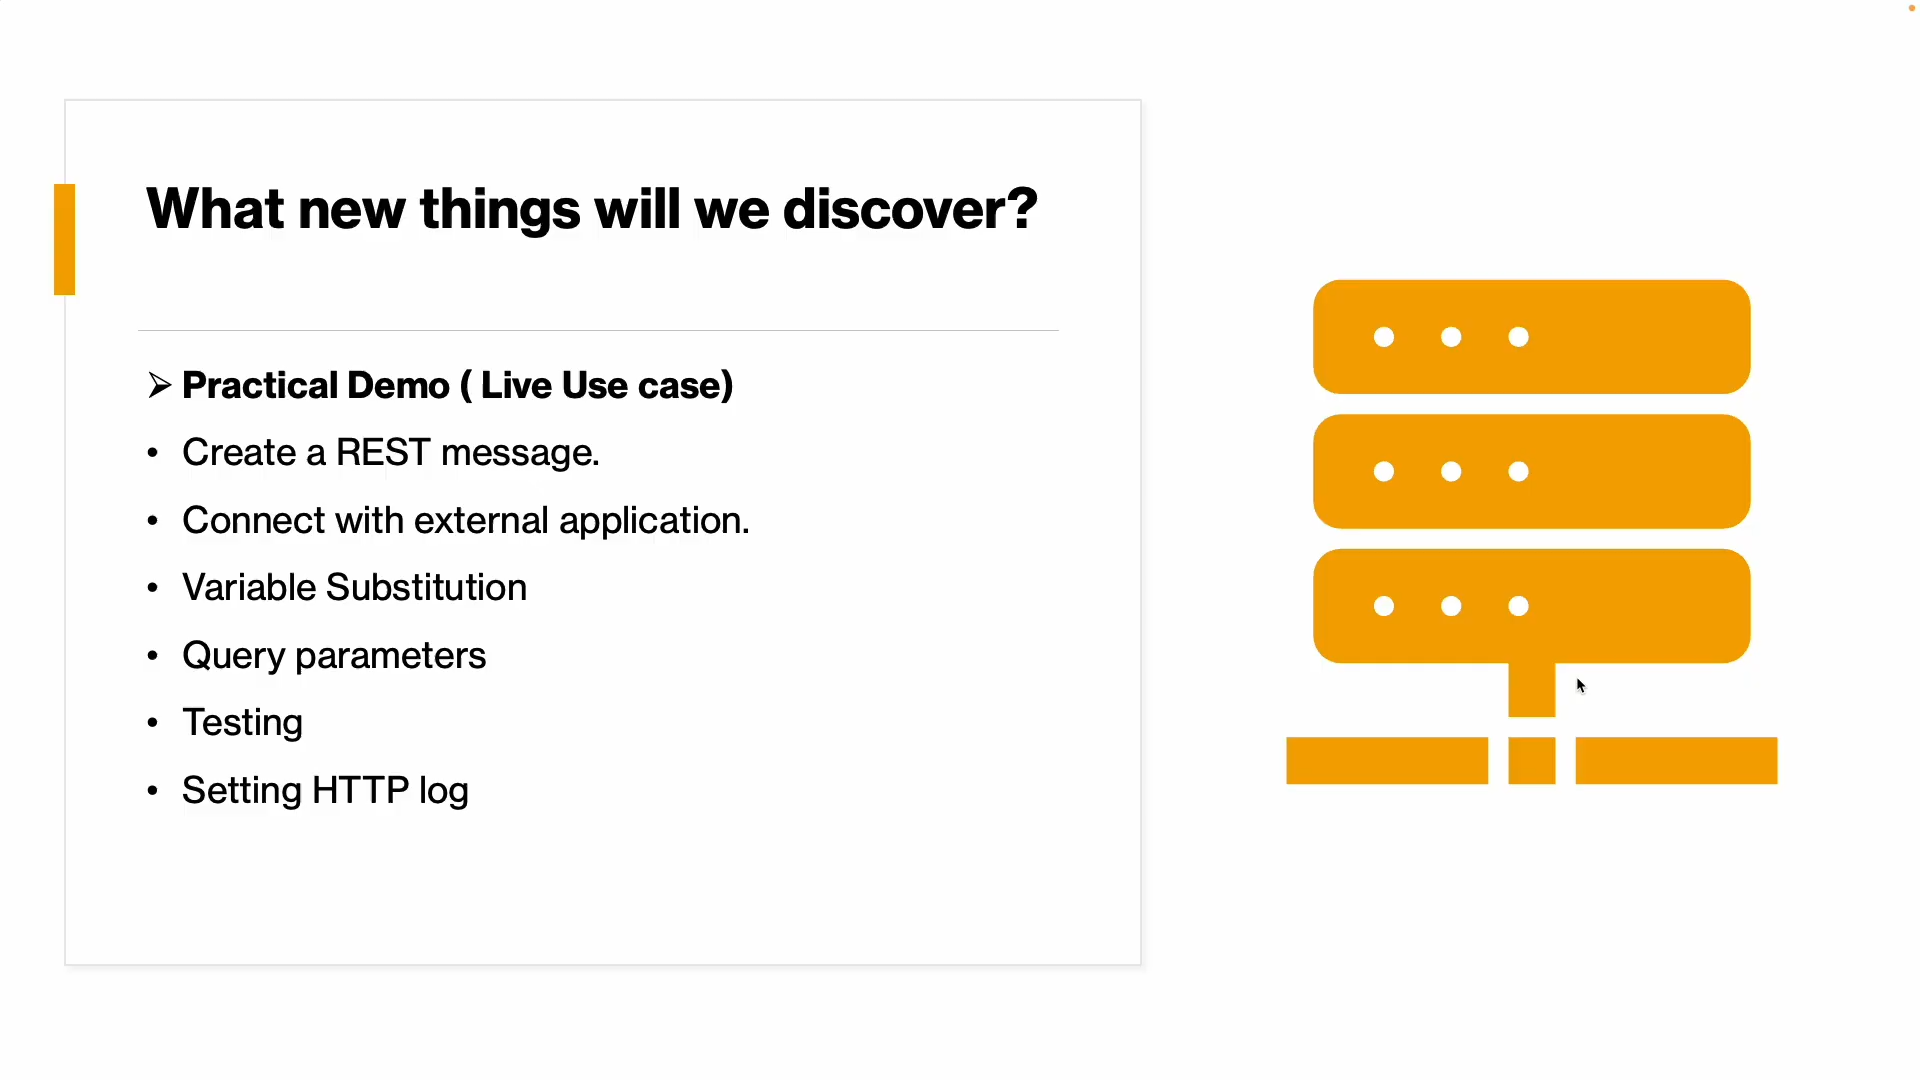 What new things will we discover?
➢ Practical Demo ( Live Use case)
• Create a REST message.
• Connect with external application.
• Variable Substitution
• Query parameters
• Testing
• Setting HTTP log